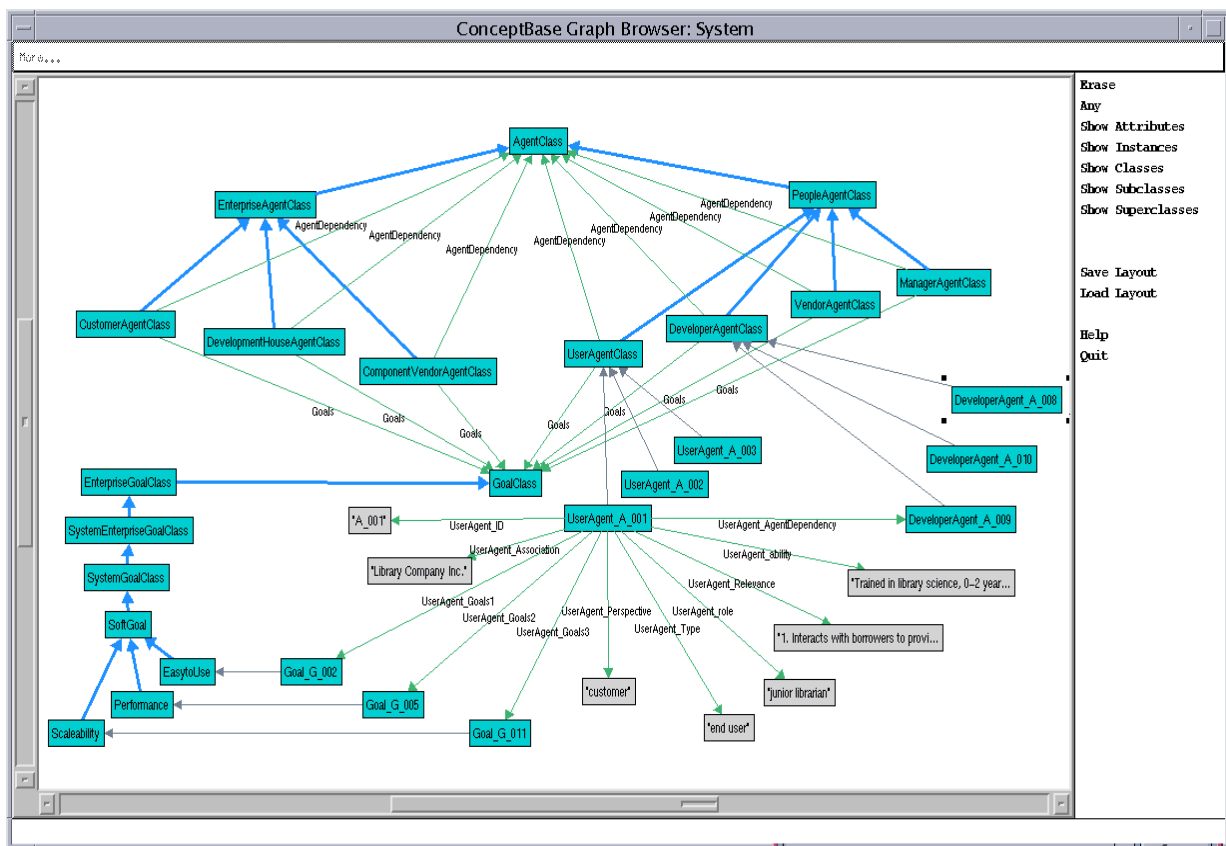 ConceptBase Graph Browser: System
More...
Erase
Any
Show Attributes
Show Instances
Show Classes
Show Subclasses
Show Superclasses
Save Layout
Load Layout
Help
Quit
AgentClass
EnterpriseAgentClass
PeopleAgentClass
AgentDependency
AgentDependency
AgentDependency
AgentDependency
AgentDependency
AgentDependency
AgentDependency
ManagerAgentClass
VendorAgentClass
CustomerAgentClass
DevelopmentHouseAgentClass
DeveloperAgentClass
UserAgentClass
ComponentVendorAgentClass
DeveloperAgent_A_008
Goals
Goals
Goals
Goals
Goals
Goals
Goals
UserAgent_A_003
DeveloperAgent_A_010
EnterpriseGoalClass
GoalClass
UserAgent_A_002
"A_001"
UserAgent_ID
UserAgent_A_001
UserAgent_AgentDependency
DeveloperAgent_A_009
SystemEnterpriseGoalClass
UserAgent_Association
UserAgent_ability
"Library Company Inc."
SystemGoalClass
UserAgent_Relevance
"Trained in library science, 0-2 year...
UserAgent_Goals1
UserAgent_Goals2
UserAgent_Perspective
UserAgent_role
SoftGoal
UserAgent_Goals3
UserAgent_Type
"1. Interacts with borrowers to provi...
EasytoUse
Goal_G_002
"customer"
"junior librarian"
Performance
Goal_G_005
"end user"
Scaleability
Goal_G_011